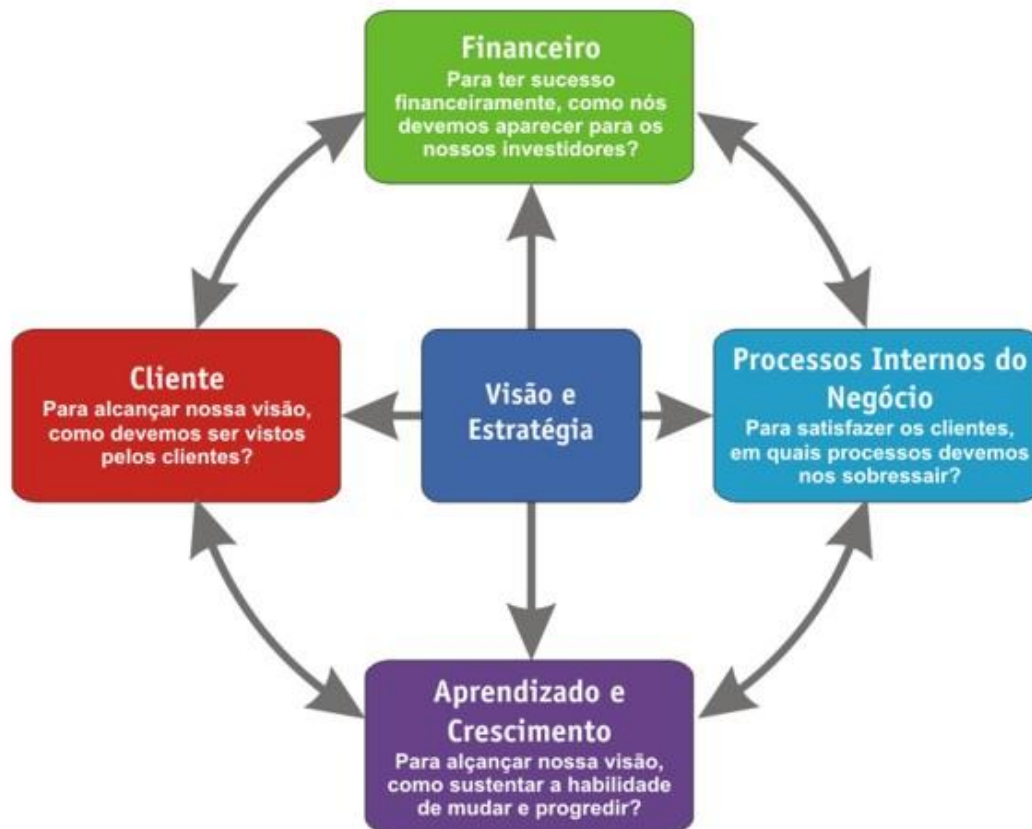 Financeiro
Para ter sucesso
financeiramente, como nós
devemos aparecer para os
nossos investidores?
Cliente
Para alcançar nossa visão,
como devemos ser vistos
pelos clientes?
Visão e
Estratégia
Processos Internos do
Negócio
Para satisfazer os clientes,
em quais processos devemos
nos sobressair?
Aprendizado e
Crescimento
Para alçançar nossa visão,
como sustentar a habilidade
de mudar e progredir?